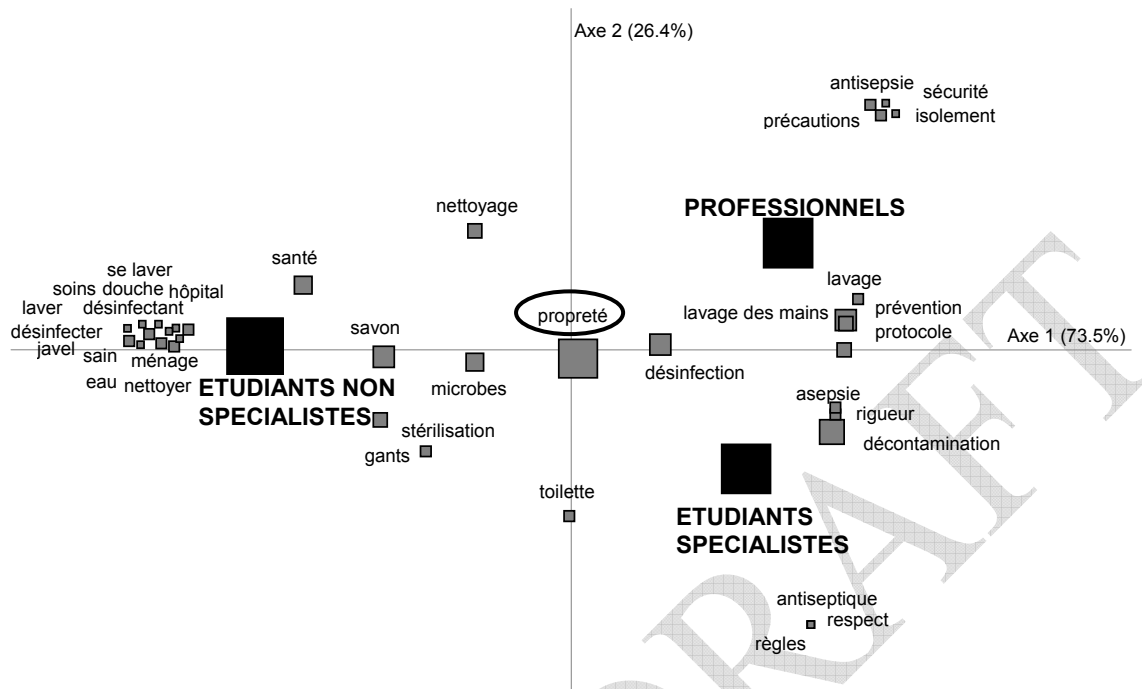 Axe 2 (26.4%)
antisepsie
sécurité
précautions
isolement
PROFESSIONNELS
nettoyage
santé
se laver
soins douche
hôpital
laver
désinfectant
désinfecter
javel
sain
ménage
eau
nettoyer
savon
propreté
lavage
lavage des mains
prévention
protocole
Axe 1 (73.5%)
désinfection
microbes
ETUDIANTS NON
SPECIALISTES
stérilisation
gants
asepsie
rigueur
décontamination
toilette
ETUDIANTS
SPECIALISTES
antiseptique
respect
règles
DRAFT